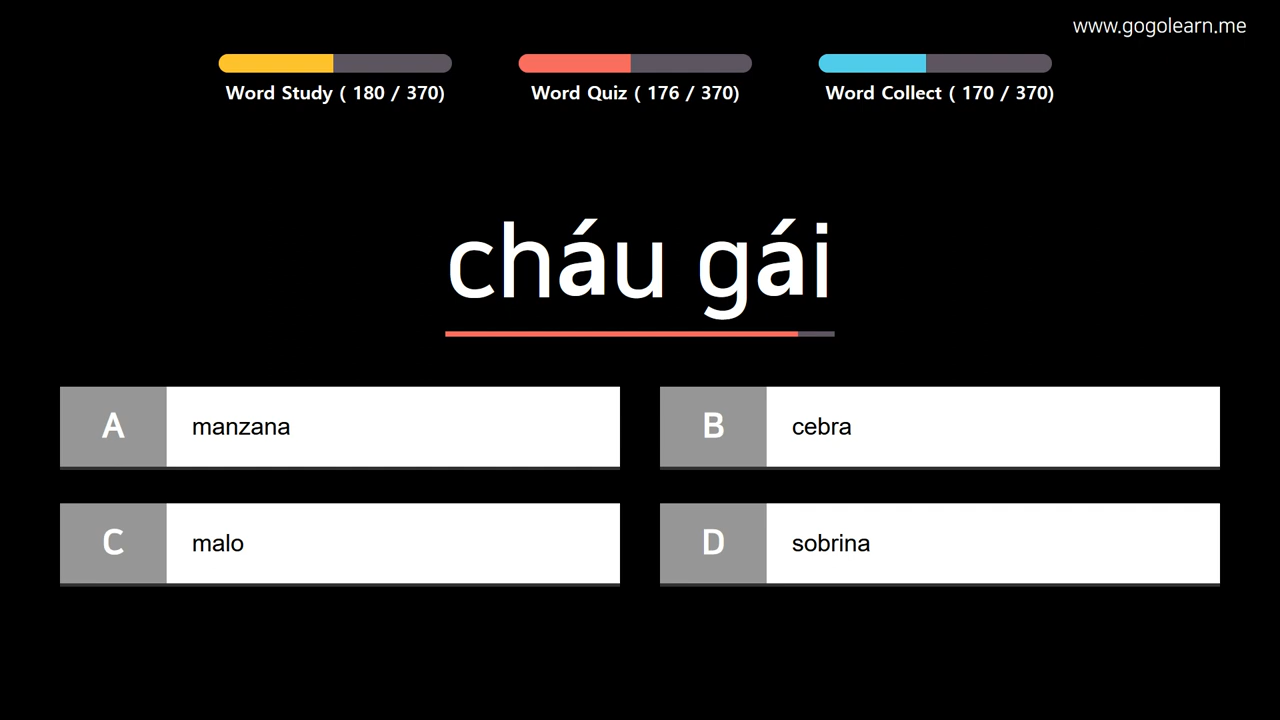 www.gogolearn.me
Word Study ( 180 / 370)
Word Quiz ( 176 / 370)
Word Collect ( 170 / 370)
cháu gái
A manzana
B cebra
C malo
D sobrina